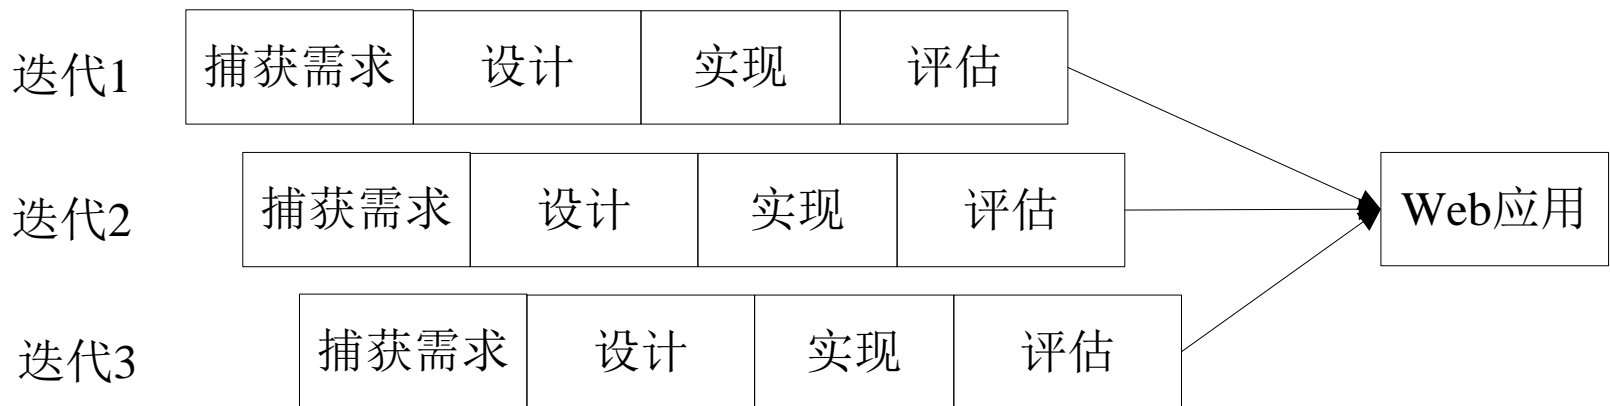 迭代1 捕获需求 设计 实现 评估
迭代2 捕获需求 设计 实现 评估 Web应用
迭代3 捕获需求 设计 实现 评估